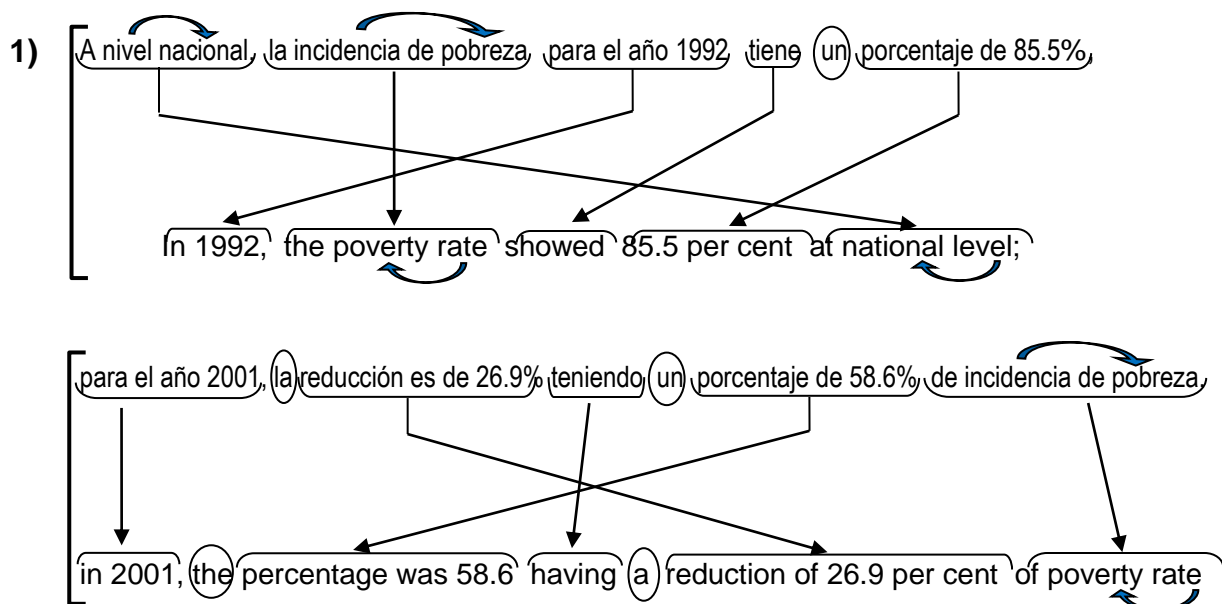 1) A nivel nacional, la incidencia de pobreza para el año 1992 tiene un porcentaje de 85.5%,
In 1992, the poverty rate showed 85.5 per cent at national level;
para el año 2001, la reducción es de 26.9% teniendo un porcentaje de 58.6% de incidencia de pobreza.
in 2001, the percentage was 58.6 having a reduction of 26.9 per cent of poverty rate